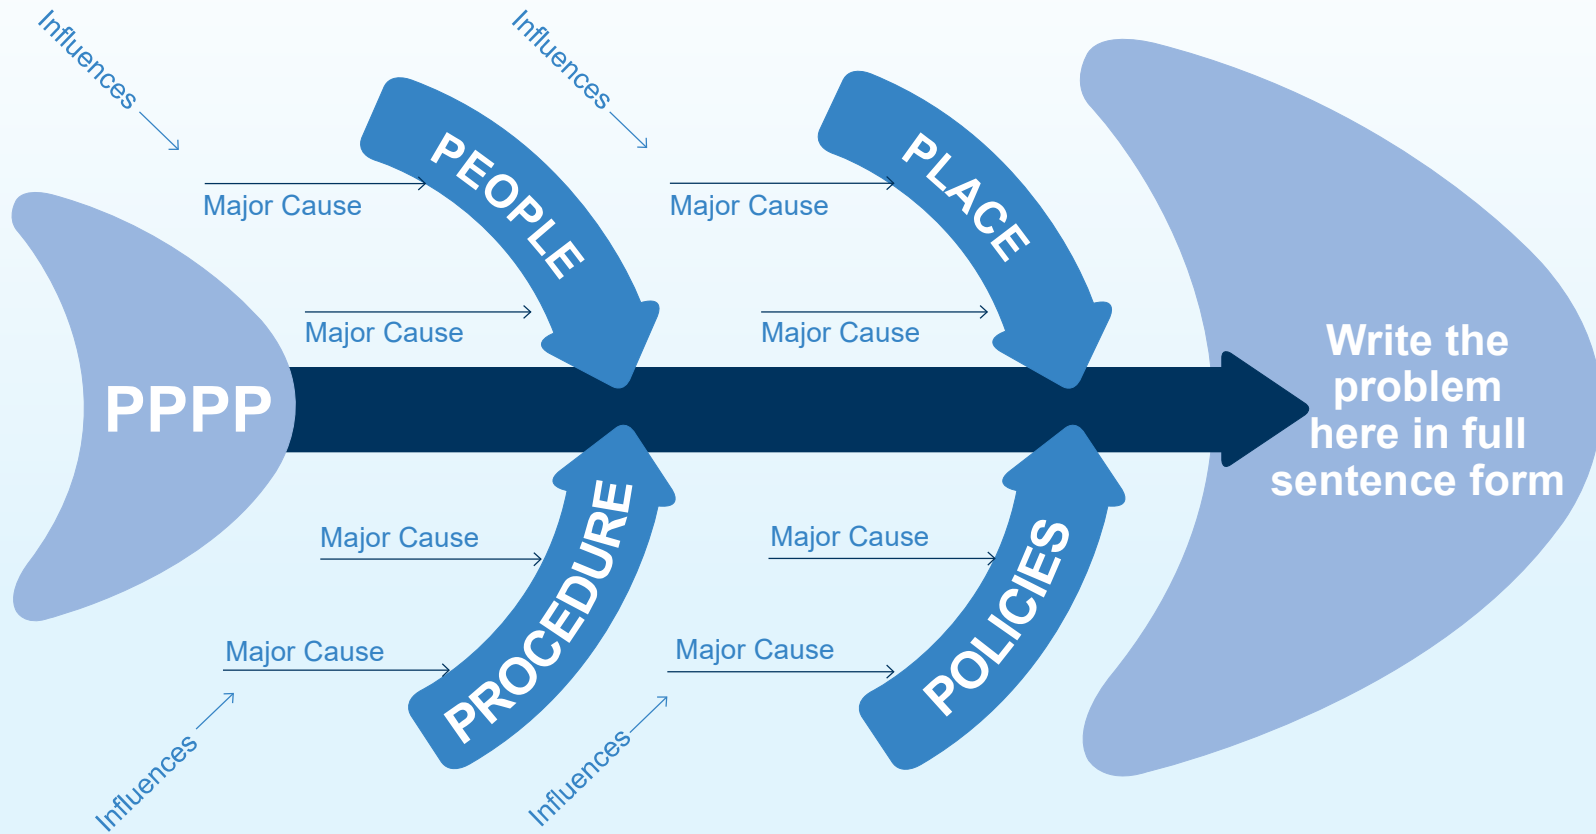 Influences
Influences
PEOPLE
PLACE
Major Cause
Major Cause
Major Cause
Major Cause
PPPP
Write the
problem
here in full
sentence form
Major Cause
Major Cause
PROCEDURE
POLICIES
Major Cause
Major Cause
Influences
Influences